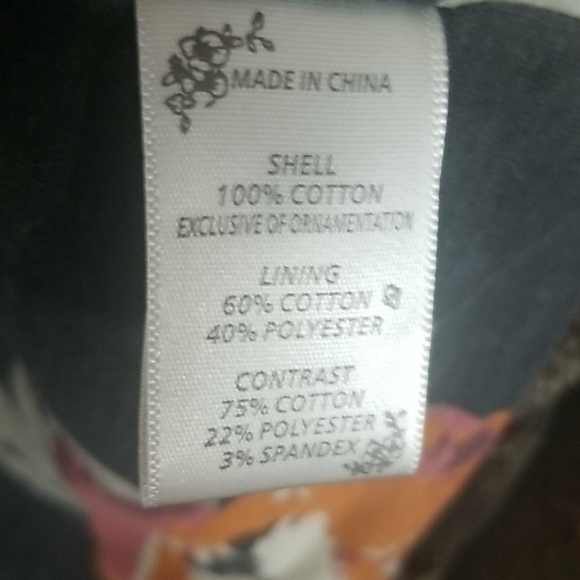 MADE IN CHINA
SHELL
100% COTTON
EXCLUSIVE OF ORNAMENTATION
LINING
60% COTTON
40% POLYESTER
CONTRAST
75% COTTON
22% POLYESTER
3% SPANDEX